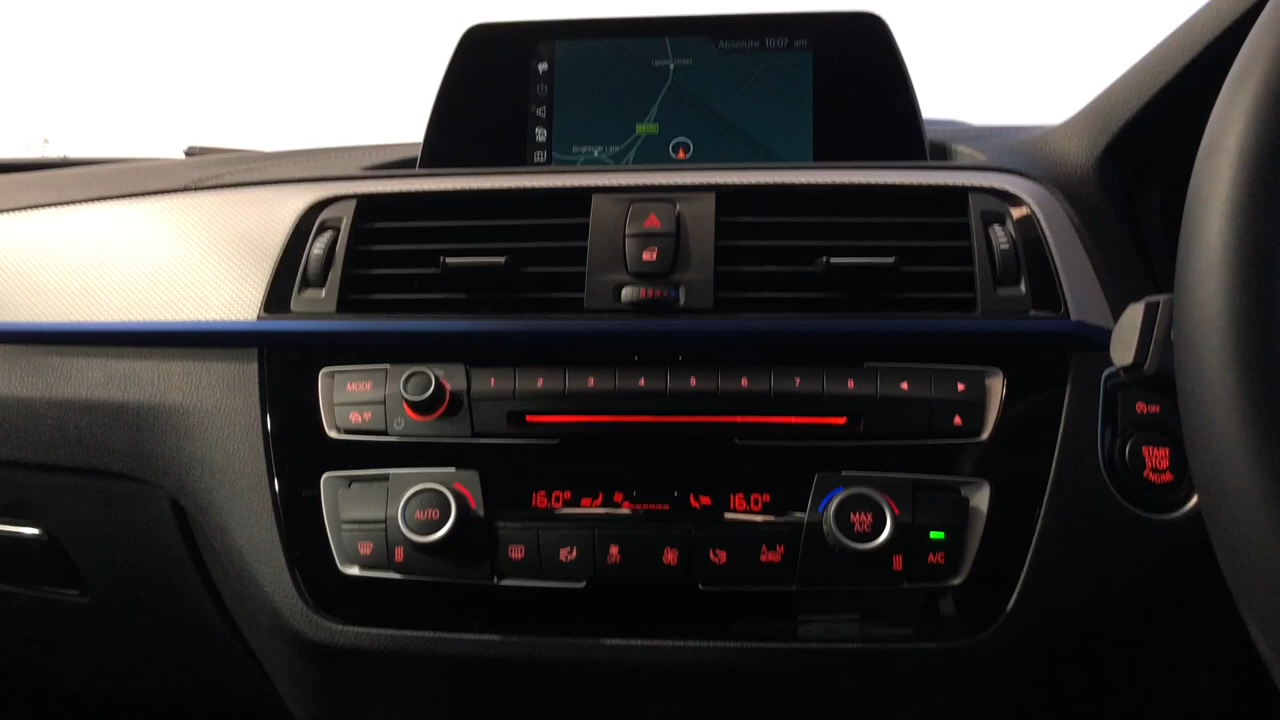 Absolute 10:07 am
MODE
1 2 3 4 5 6 7 8
OFF
START
STOP
ENGINE
16.0° 16.0°
AUTO
MAX
A/C
OFF
A M
A/C